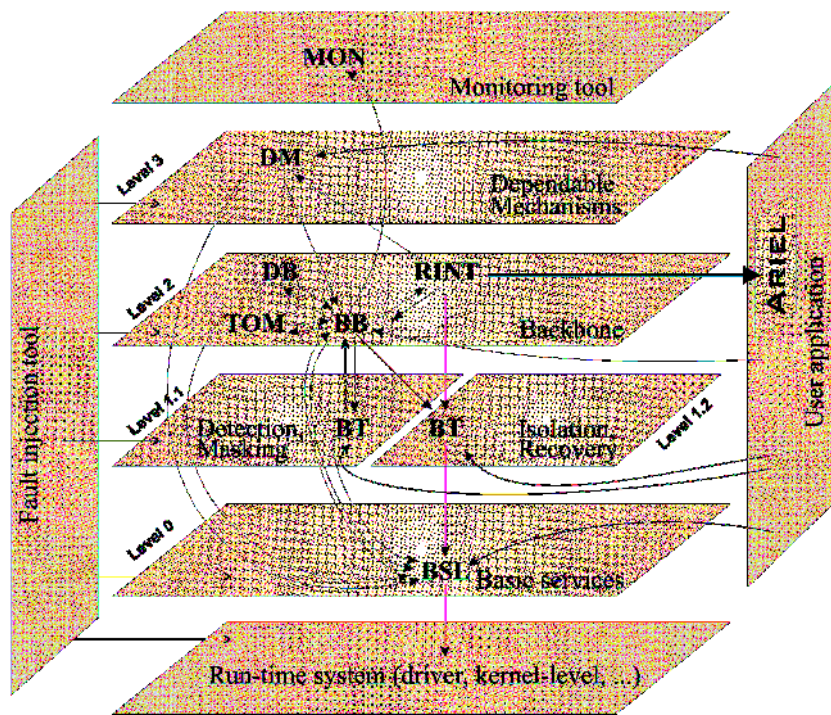 MON
Monitoring tool
Level 3
DM
Dependable
Mechanisms
Level 2
DB
RINT
TOM
BB
Backbone
ARIEL
User application
Fault injection tool
Level 1.1
Detection,
Masking
BT
BT
Isolation,
Recovery
Level 1.2
Level 0
BSL
Basic services
Run-time system (driver, kernel-level, ...)